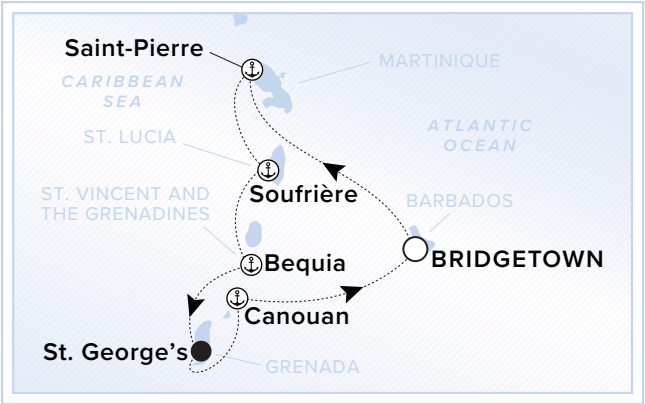 Saint-Pierre
MARTINIQUE
CARIBBEAN
SEA
ATLANTIC
OCEAN
ST. LUCIA
Soufrière
ST. VINCENT AND
THE GRENADINES
BARBADOS
BRIDGETOWN
Bequia
Canouan
St. George’s
GRENADA